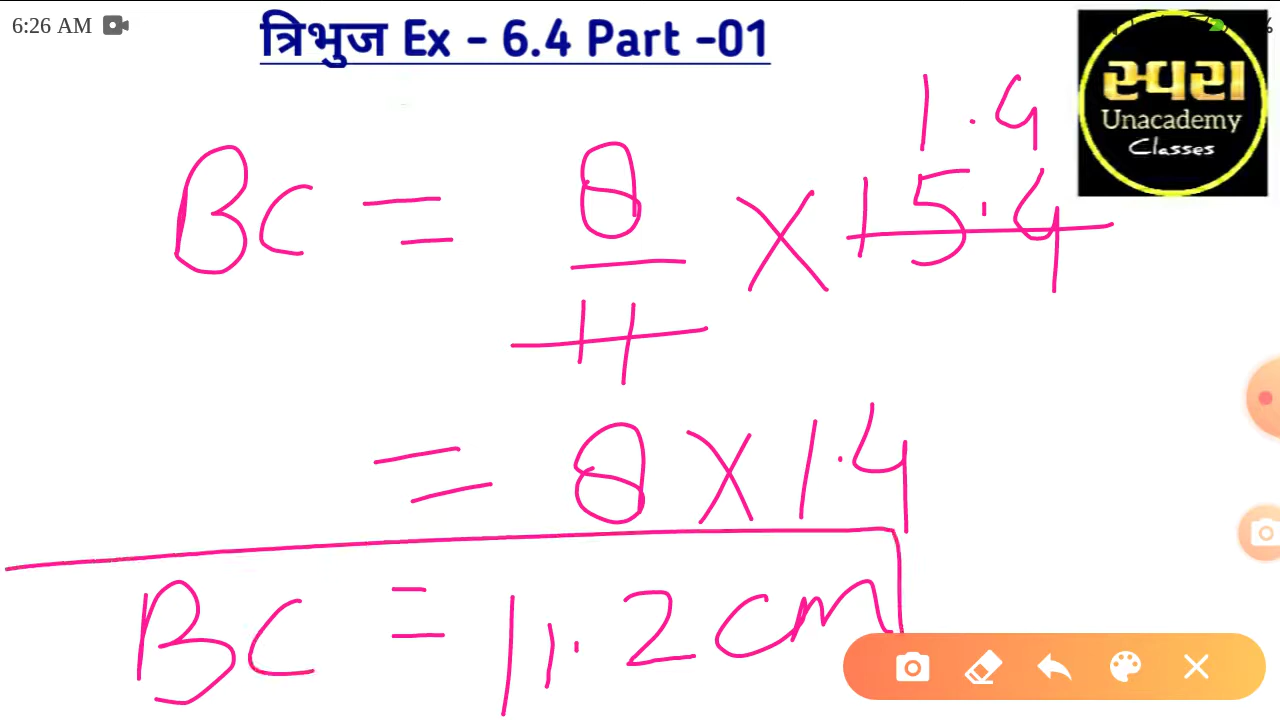 6:26 AM
त्रिभुज Ex - 6.4 Part -01
स्परा
Unacademy
Classes
1.4
BC = 8/11 × 15.4
= 8 × 1.4
BC = 11.2 cm